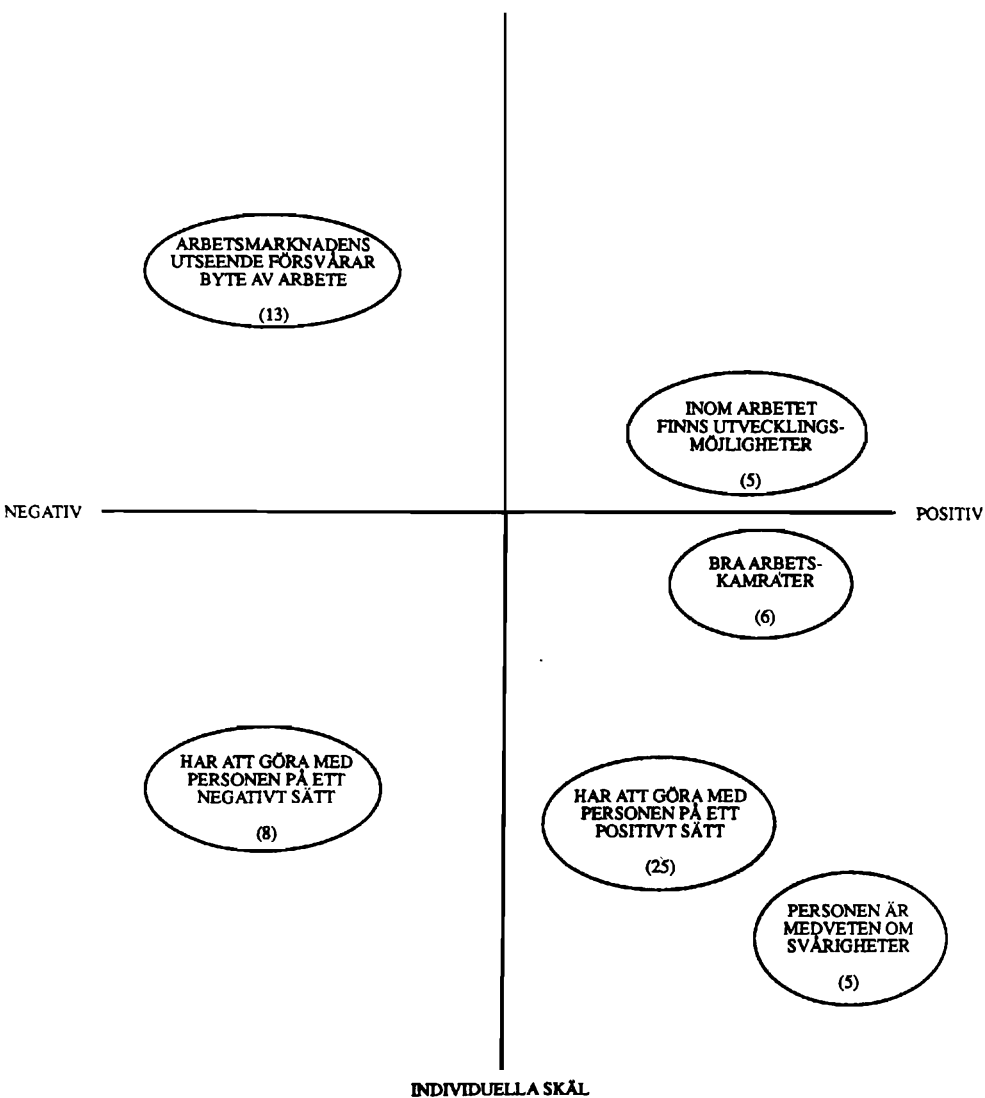 ARBETSMARKNADENS
UTSEENDE FÖRSVÅRAR
BYTE AV ARBETE
(13)
INOM ARBETET
FINNS UTVECKLINGS-
MÖJLIGHETER
(5)
NEGATIV
POSITIV
BRA ARBETS-
KAMRATER
(6)
HAR ATT GÖRA MED
PERSONEN PÅ ETT
NEGATIVT SÄTT
(8)
HAR ATT GÖRA MED
PERSONEN PÅ ETT
POSITIVT SÄTT
(25)
PERSONEN ÄR
MEDVETEN OM
SVÅRIGHETER
(5)
INDIVIDUELLA SKÄL